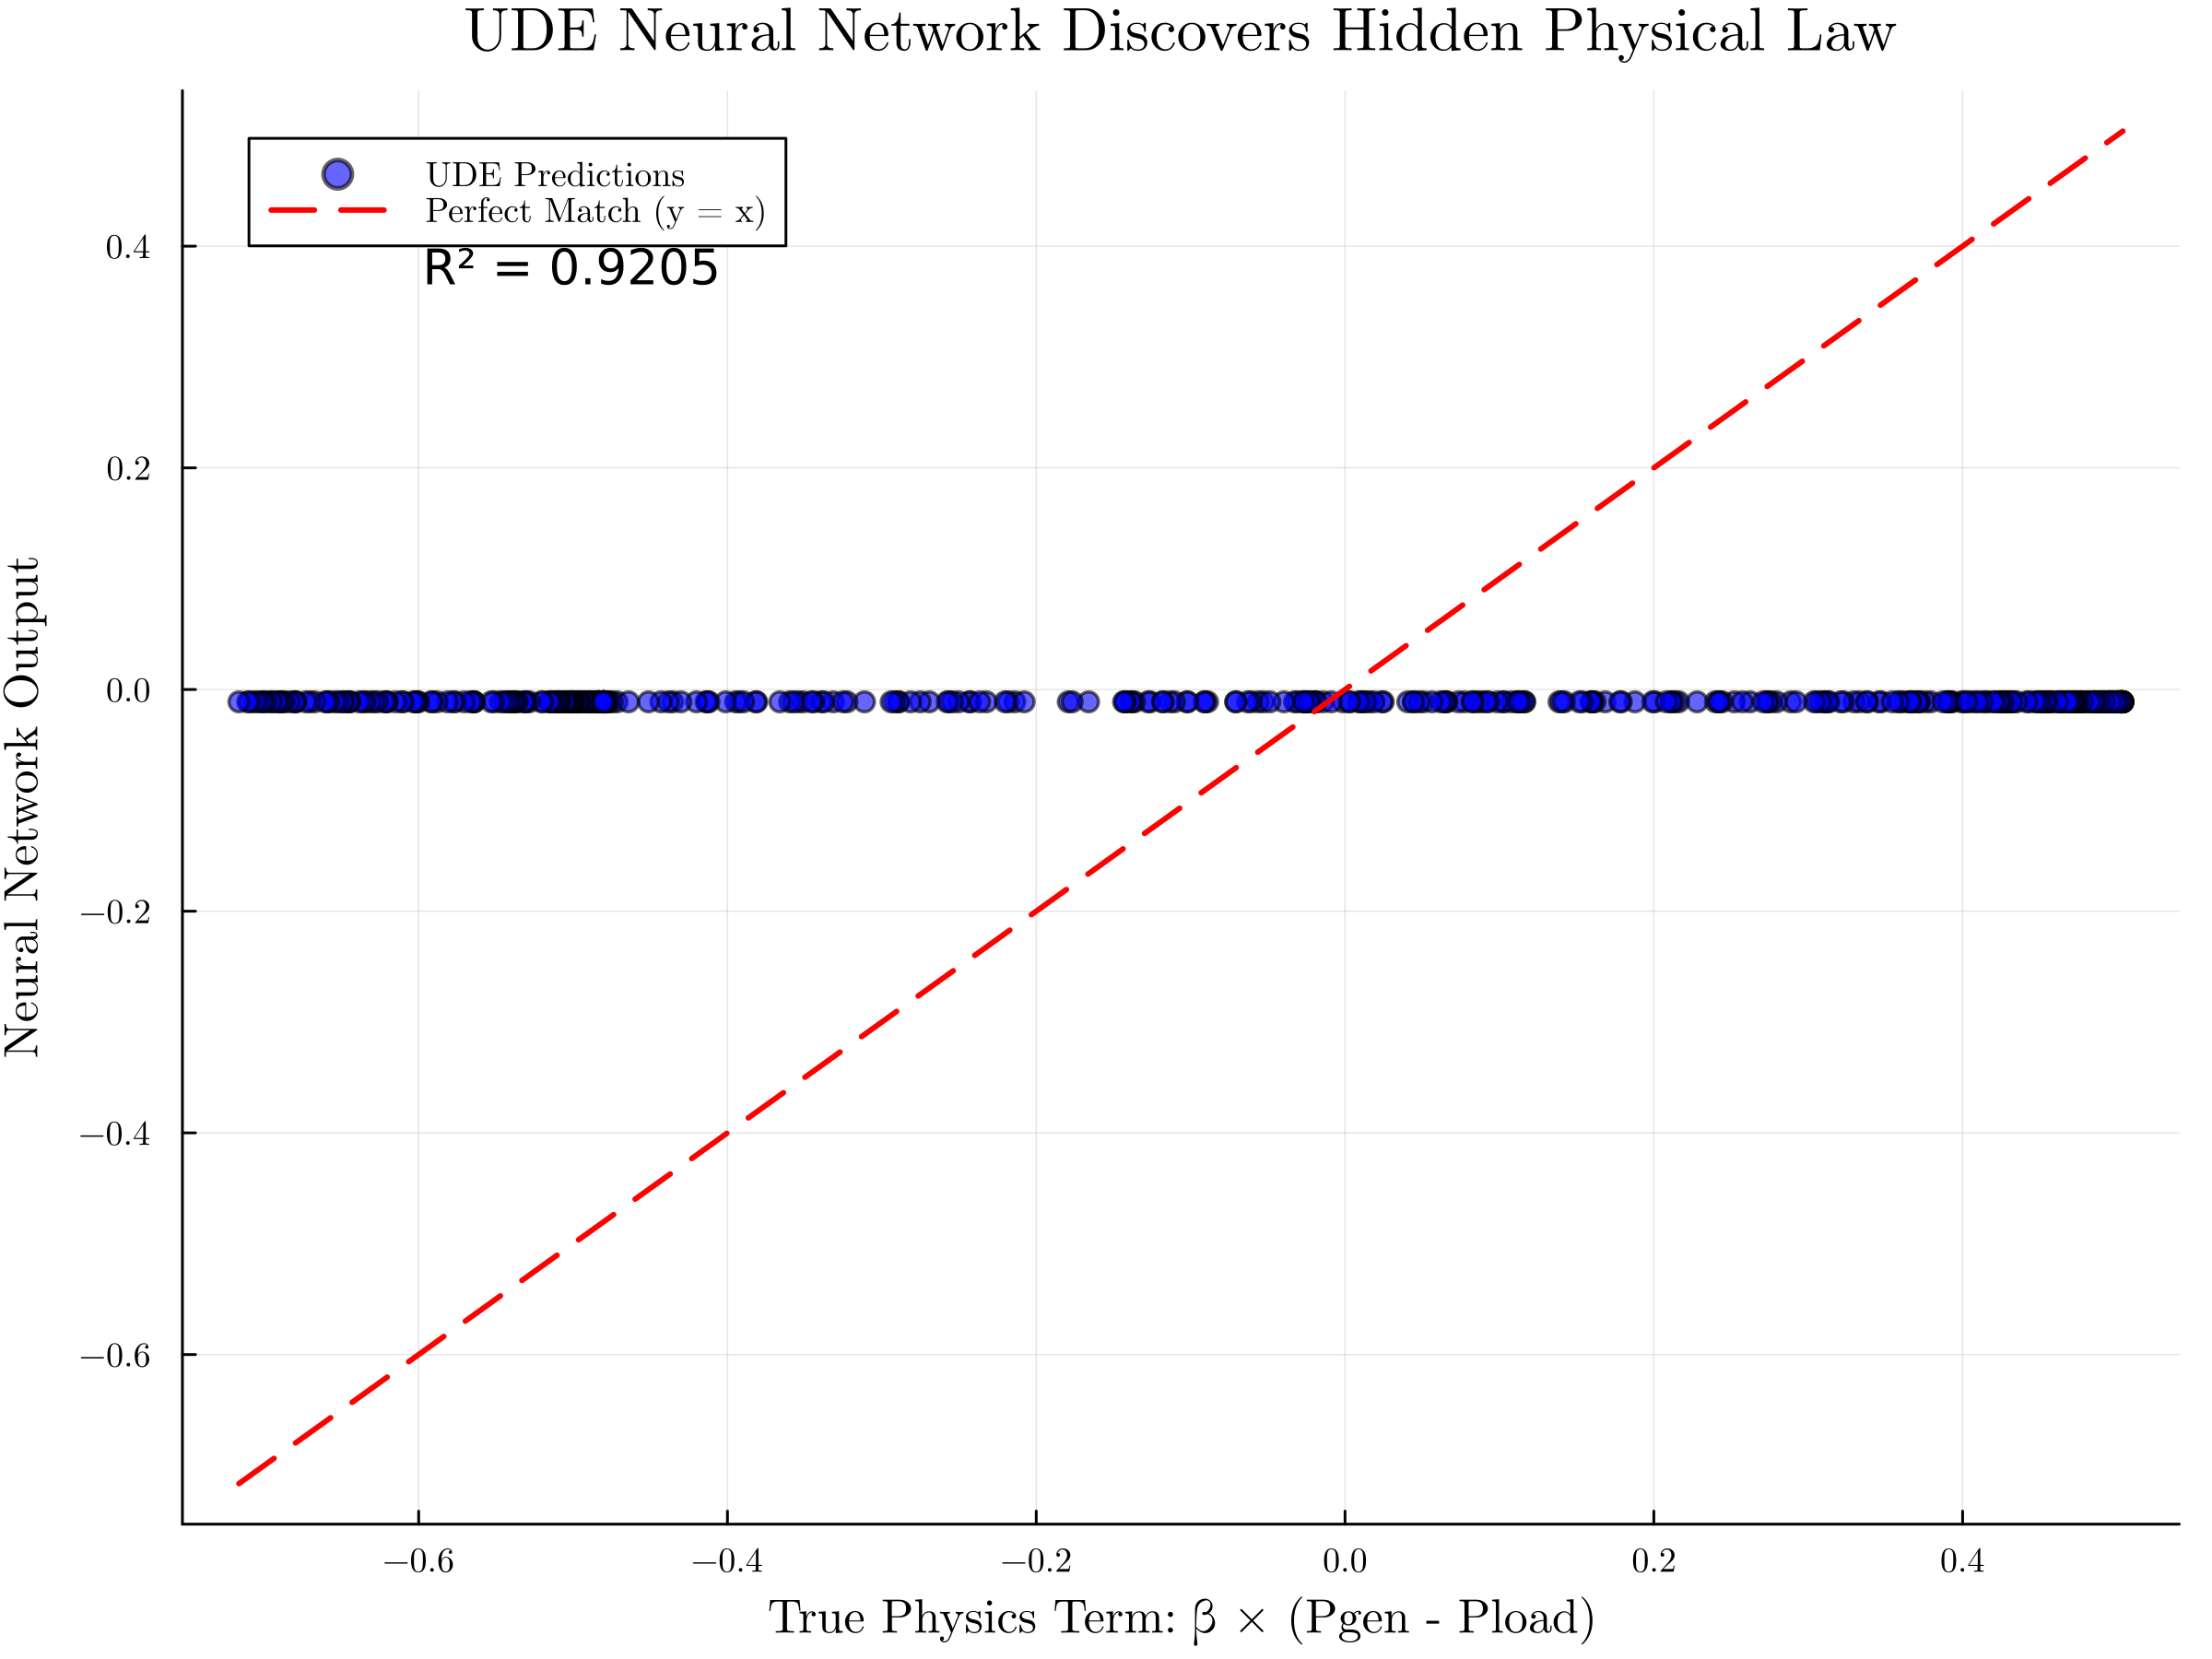 UDE Neural Network Discovers Hidden Physical Law
UDE Predictions
Perfect Match (y = x)
R² = 0.9205
Neural Network Output
0.4
0.2
0.0
−0.2
−0.4
−0.6
−0.6
−0.4
−0.2
0.0
0.2
0.4
True Physics Term: β × (Pgen - Pload)